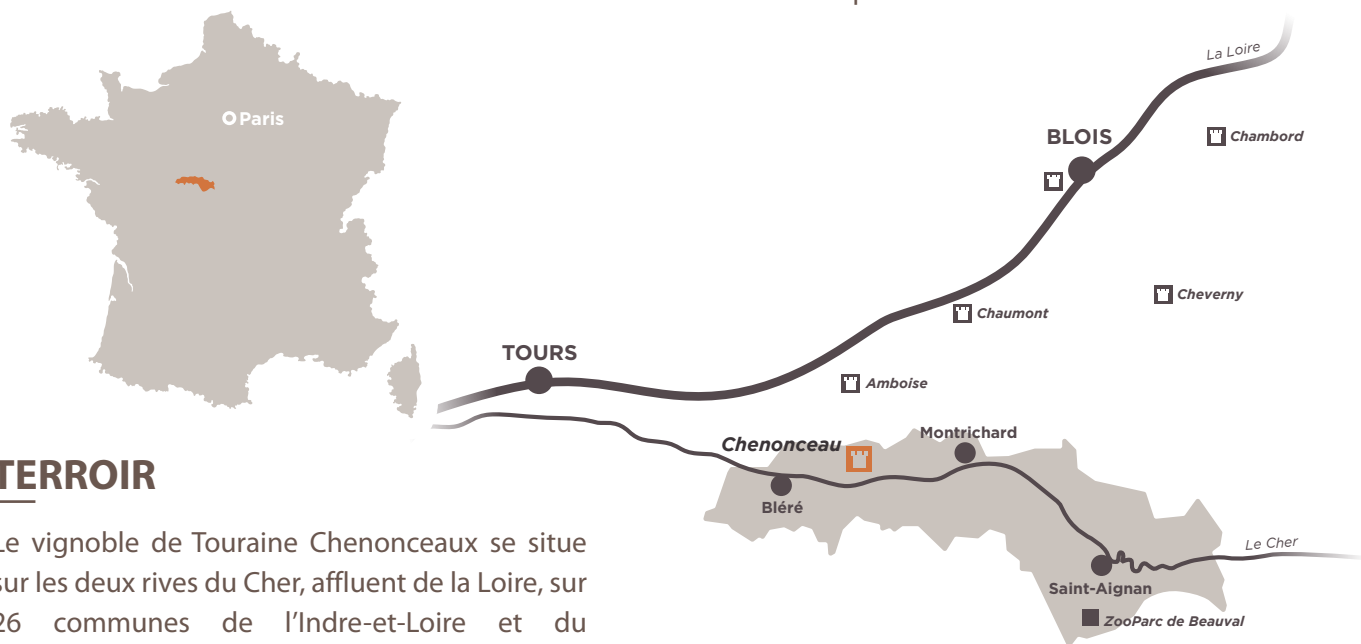 La Loire
Paris
BLOIS
Chambord
Cheverny
Chaumont
TOURS
Amboise
Montrichard
Chenonceau
TERROIR
Bléré
Le vignoble de Touraine Chenonceaux se situe
Le Cher
sur les deux rives du Cher, affluent de la Loire, sur
Saint-Aignan
26 communes de l'Indre-et-Loire et du
ZooParc de Beauval